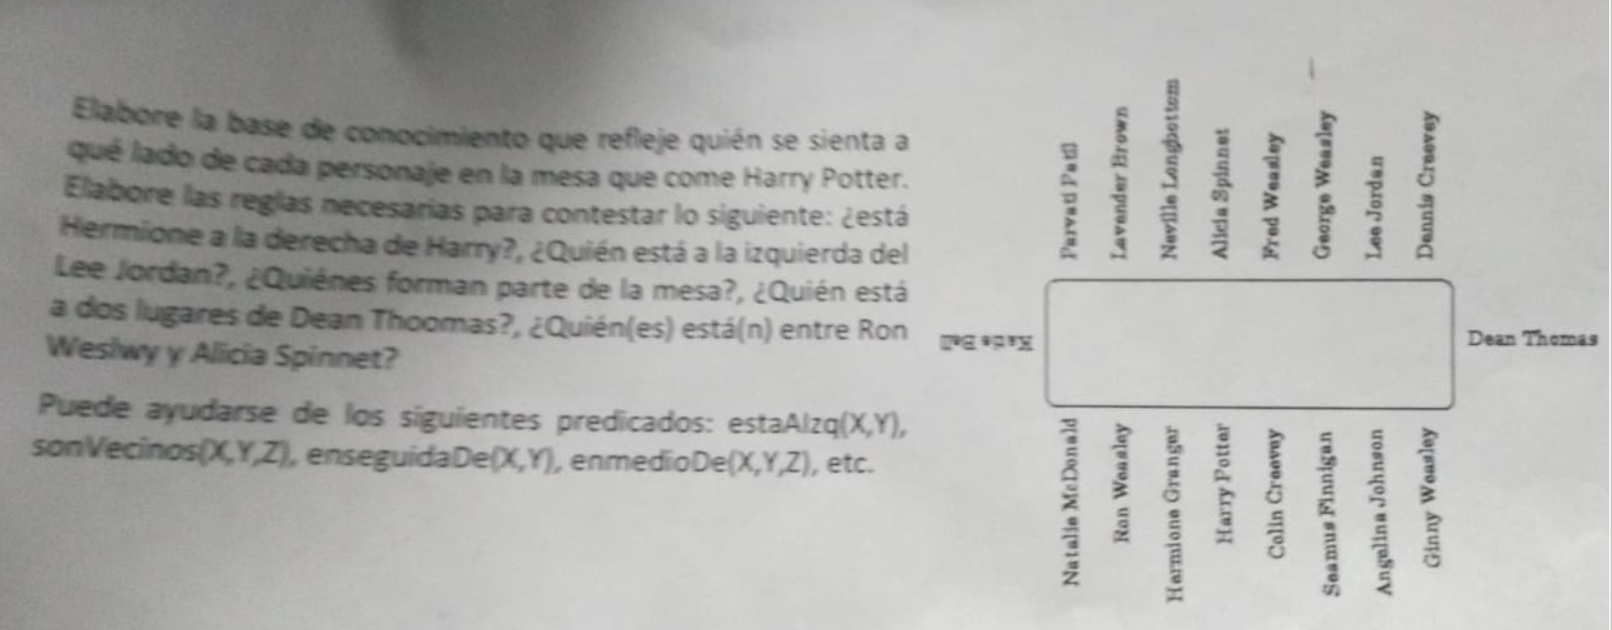 Elabore la base de conocimiento que refleje quién se sienta a
qué lado de cada personaje en la mesa que come Harry Potter.
Elabore las reglas necesarias para contestar lo siguiente: ¿está
Hermione a la derecha de Harry?, ¿Quién está a la izquierda del
Lee Jordan?, ¿Quiénes forman parte de la mesa?, ¿Quién está
a dos lugares de Dean Thoomas?, ¿Quién(es) está(n) entre Ron
Weslwy y Alicia Spinnet?
Puede ayudarse de los siguientes predicados: estaAIzq(X,Y),
sonVecinos(X,Y,Z), enseguidaDe(X,Y), enmedioDe(X,Y,Z), etc.
Parvati Patil
Lavender Brown
Neville Longbottom
Alicia Spinnet
Fred Weasley
George Weasley
Lee Jordan
Dennis Creevey
Katie Bell
Dean Thomas
Natalie McDonald
Ron Weasley
Hermione Granger
Harry Potter
Colin Creevey
Seamus Finnigan
Angelina Johnson
Ginny Weasley